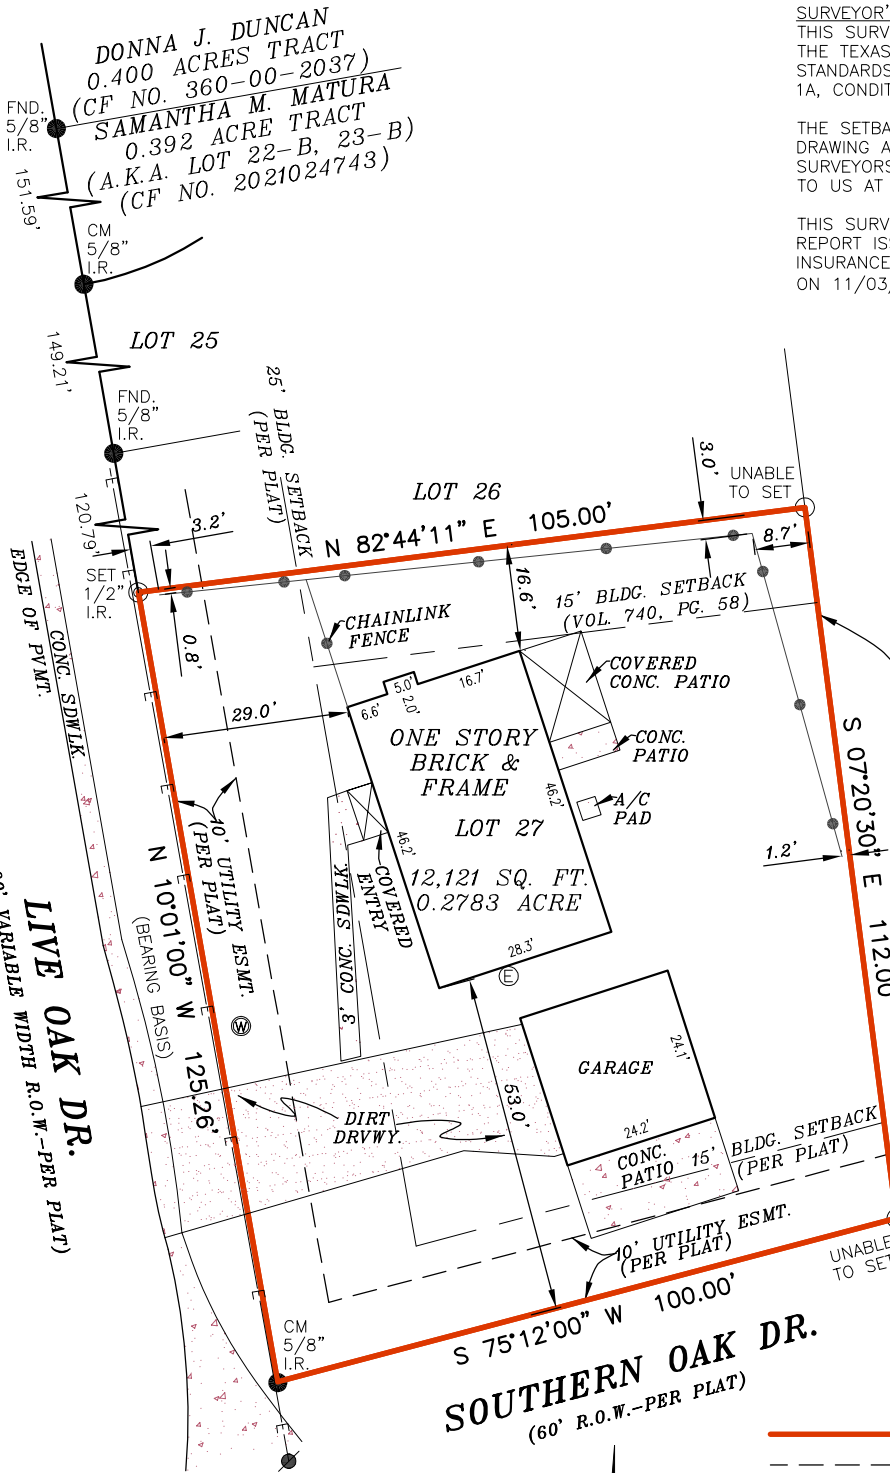 DONNA J. DUNCAN
0.400 ACRES TRACT
(CF NO. 360-00-2037)
SAMANTHA M. MATURA
0.392 ACRE TRACT
(A.K.A. LOT 22-B, 23-B)
(CF NO. 2021024743)
SURVEYOR'
THIS SURV
THE TEXAS
STANDARDS
1A, CONDIT
THE SETBA
DRAWING A
SURVEYORS
TO US AT
THIS SURV
REPORT IS
INSURANCE
ON 11/03/
FND.
5/8"
I.R.
151.59'
CM
5/8"
I.R.
149.21'
LOT 25
FND.
5/8"
I.R.
120.79'
25' BLDG. SETBACK
(PER PLAT)
LOT 26
3.0'
UNABLE
TO SET
3.2'
N 82°44'11" E 105.00'
8.7'
SET
1/2"
I.R.
0.8'
16.6'
15' BLDG. SETBACK
(VOL. 740, PG. 58)
CHAINLINK
FENCE
EDGE OF PVMT.
CONC. SDWLK.
COVERED
CONC. PATIO
5.0'
2.0'
16.7'
6.6'
29.0'
CONC.
PATIO
ONE STORY
BRICK &
FRAME
LOT 27
12,121 SQ. FT.
0.2783 ACRE
46.2'
46.2'
A/C
PAD
S 07°20'30" E 112.00
1.2'
10' UTILITY ESMT.
(PER PLAT)
COVERED
ENTRY
3' CONC. SDWLK
N 10°01'00" W 125.26'
(BEARING BASIS)
28.3'
E
W
LIVE OAK DR.
VARIABLE WIDTH R.O.W.-PER PLAT)
GARAGE
24.1'
24.2'
53.0'
DIRT
DRVWY.
CONC.
PATIO
15' BLDG. SETBACK
(PER PLAT)
10' UTILITY ESMT.
(PER PLAT)
UNABLE
TO SET
CM
5/8"
I.R.
S 75°12'00" W 100.00'
SOUTHERN OAK DR.
(60' R.O.W.-PER PLAT)
E
E
E
E
E
E
E
E